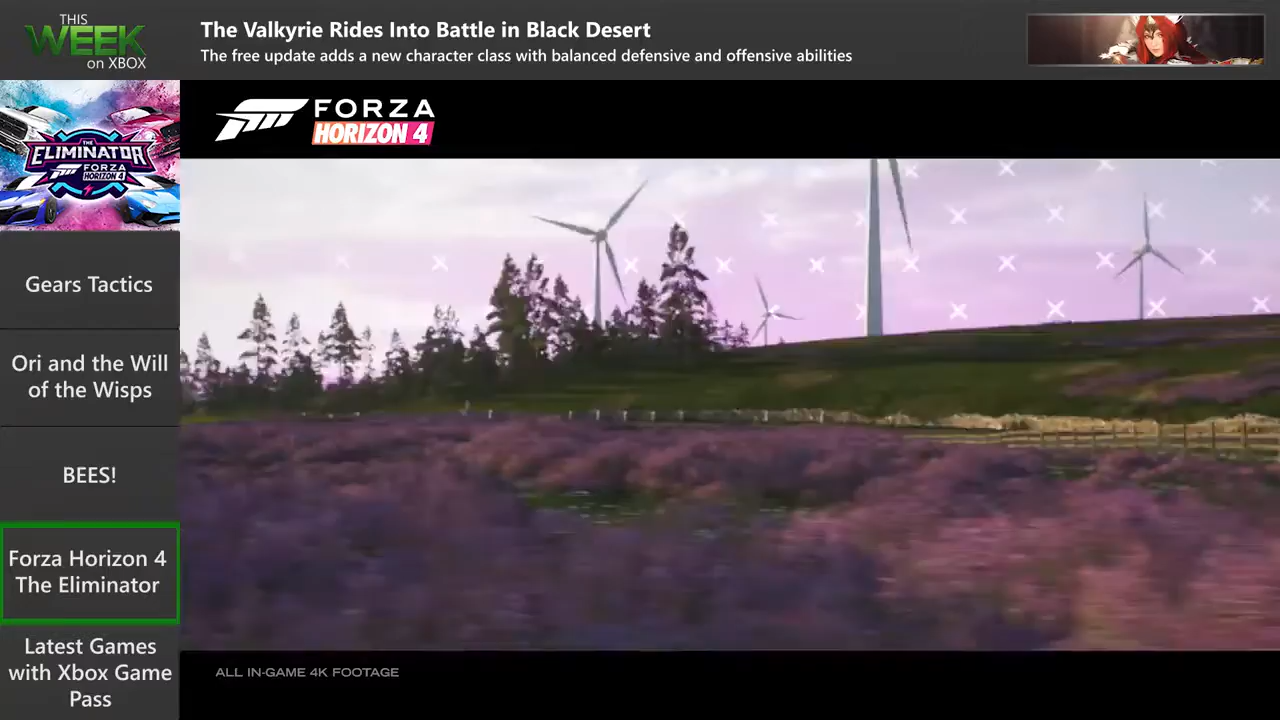 THIS
WEEK
on XBOX
The Valkyrie Rides Into Battle in Black Desert
The free update adds a new character class with balanced defensive and offensive abilities
THE
ELIMINATOR
FORZA
HORIZON 4
FORZA
HORIZON 4
Gears Tactics
Ori and the Will
of the Wisps
BEES!
Forza Horizon 4
The Eliminator
Latest Games
with Xbox Game
Pass
ALL IN-GAME 4K FOOTAGE